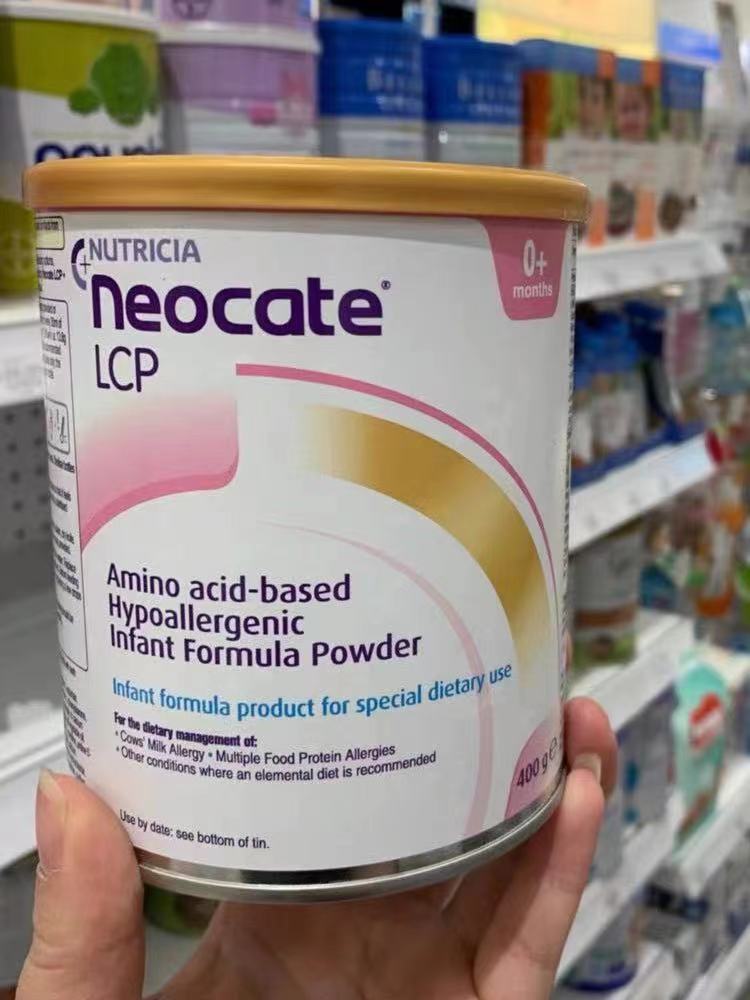 NUTRICIA
neocate®
LCP
0+
months
Amino acid-based
Hypoallergenic
Infant Formula Powder
Infant formula product for special dietary use
For the dietary management of:
• Cows' Milk Allergy • Multiple Food Protein Allergies
• Other conditions where an elemental diet is recommended
400 g e
Use by date: see bottom of tin.